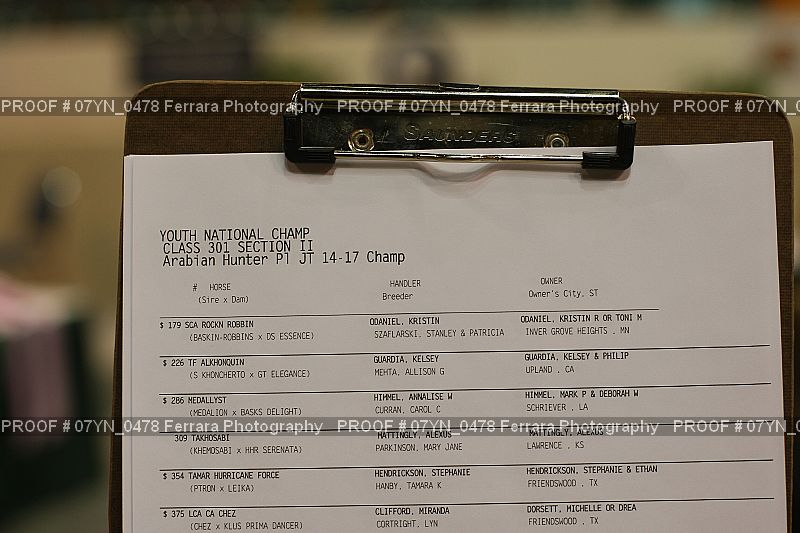 PROOF # 07YN_0478 Ferrara Photography PROOF # 07YN_0478 Ferrara Photography PROOF # 07YN_0
SAUNDERS
YOUTH NATIONAL CHAMP
CLASS 301 SECTION II
Arabian Hunter Pl JT 14-17 Champ
# HORSE HANDLER OWNER
(Sire x Dam) Breeder Owner's City, ST
$ 179 SCA ROCKN ROBBIN ODANIEL, KRISTIN ODANIEL, KRISTIN R OR TONI M
(BASKIN-ROBBINS x DS ESSENCE) SZAFLARSKI, STANLEY & PATRICIA INVER GROVE HEIGHTS , MN
$ 226 TF ALKHONQUIN GUARDIA, KELSEY GUARDIA, KELSEY & PHILIP
(S KHONCHERTO x GT ELEGANCE) MEHTA, ALLISON G UPLAND , CA
$ 286 MEDALLYST HIMMEL, ANNALISE W HIMMEL, MARK P & DEBORAH W
(MEDALION x BASKS DELIGHT) CURRAN, CAROL C SCHRIEVER , LA
PROOF # 07YN_0478 Ferrara Photography PROOF # 07YN_0478 Ferrara Photography PROOF # 07YN_0
309 TAKHOSABI MATTINGLY, ALEXUS MATTINGLY, ALEXUS
(KHEMOSABI x HHR SERENATA) PARKINSON, MARY JANE LAWRENCE , KS
$ 354 TAMAR HURRICANE FORCE HENDRICKSON, STEPHANIE HENDRICKSON, STEPHANIE & ETHAN
(PTRON x LEIKA) HANBY, TAMARA K FRIENDSWOOD , TX
$ 375 LCA CA CHEZ CLIFFORD, MIRANDA DORSETT, MICHELLE OR DREA
(CHEZ x KLUS PRIMA DANCER) CORTRIGHT, LYN FRIENDSWOOD , TX